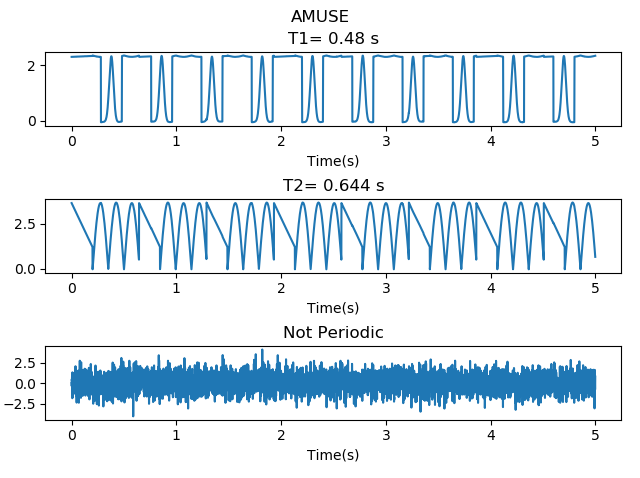 AMUSE
T1= 0.48 s
2
0
0 1 2 3 4 5
Time(s)
T2= 0.644 s
2.5
0.0
0 1 2 3 4 5
Time(s)
Not Periodic
2.5
0.0
−2.5
0 1 2 3 4 5
Time(s)